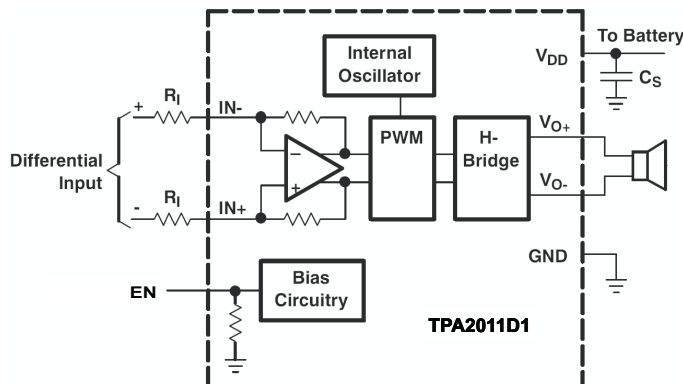 To Battery
Internal
Oscillator
VDD
CS
RI
+
IN-
PWM
H-
Bridge
VO+
Differential
Input
−
+
VO-
-
RI
IN+
GND
EN
Bias
Circuitry
TPA2011D1